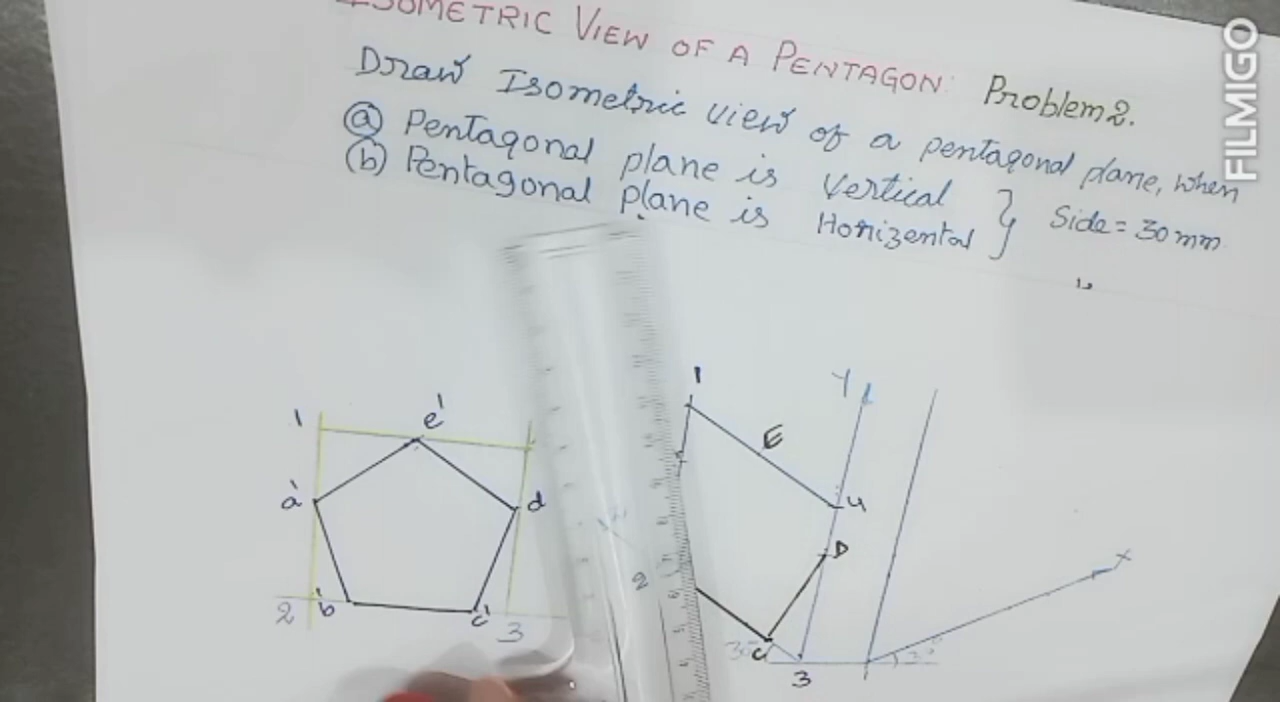 ISOMETRIC VIEW OF A PENTAGON: Problem 2.
Draw Isometric view of a pentagonal plane, when
(a) Pentagonal plane is Vertical
(b) Pentagonal plane is Horizental } Side = 30 mm
FILMIGO
1 e'
a' d
2 b' c' 3
1 E 4
D
2
C
3
Y
X
30°